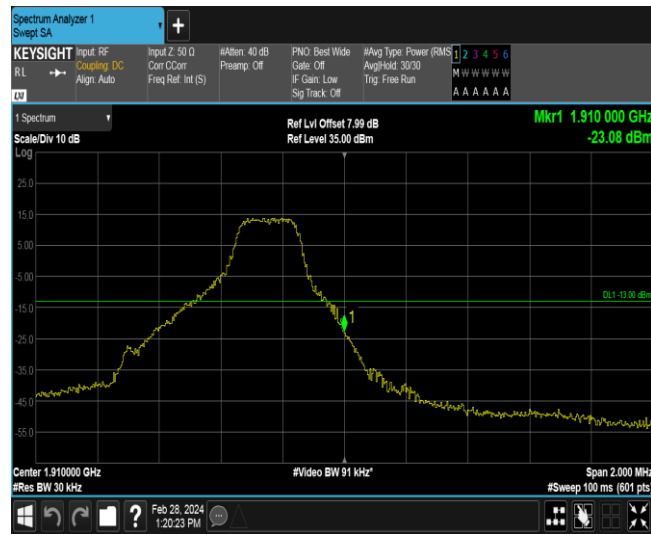 Spectrum Analyzer 1
Swept SA
KEYSIGHT
RL
LXI
Input: RF
Coupling: DC
Align: Auto
Input Z: 50 Ω
Corr CCorr
Freq Ref: Int (S)
#Atten: 40 dB
Preamp: Off
PNO: Best Wide
Gate: Off
IF Gain: Low
Sig Track: Off
#Avg Type: Power (RMS
Avg|Hold: 30/30
Trig: Free Run
1 2 3 4 5 6
M W W W W W
A A A A A A
1 Spectrum
Scale/Div 10 dB
Log
Ref Lvl Offset 7.99 dB
Ref Level 35.00 dBm
Mkr1 1.910 000 GHz
-23.08 dBm
25.0
15.0
5.00
-5.00
-15.0
-25.0
-35.0
-45.0
-55.0
DL1 -13.00 dBm
1
Center 1.910000 GHz
#Res BW 30 kHz
#Video BW 91 kHz*
Span 2.000 MHz
#Sweep 100 ms (601 pts
?
Feb 28, 2024
1:20:23 PM